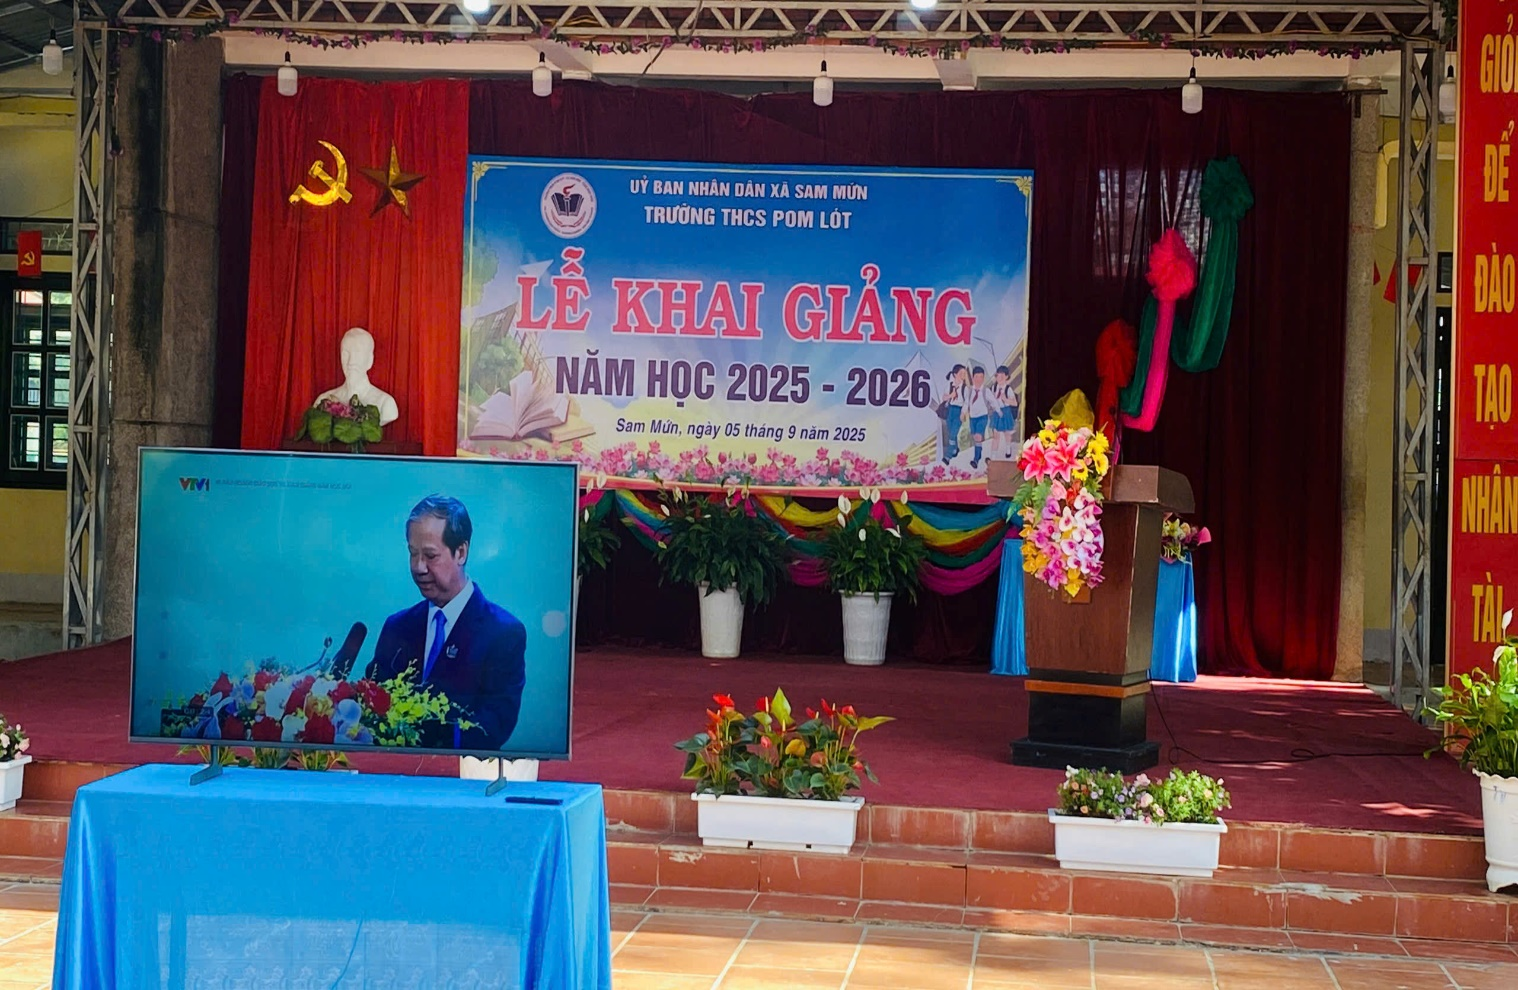 UỶ BAN NHÂN DÂN XÃ SAM MỨN
TRƯỜNG THCS POM LÓT
LỄ KHAI GIẢNG
NĂM HỌC 2025 - 2026
Sam Mứn, ngày 05 tháng 9 năm 2025
VTV1
GIỎI
ĐỂ
ĐÀO
TẠO
NHÂN
TÀI